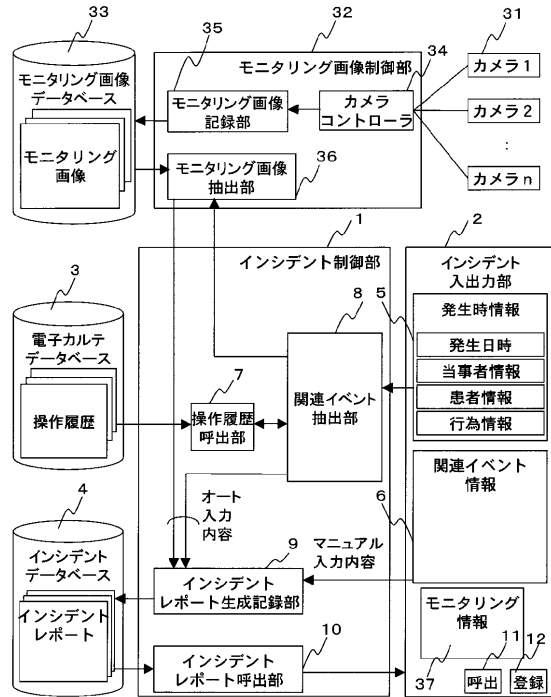 33
35
32
34
31
モニタリング画像
データベース
モニタリング
画像
モニタリング画像制御部
モニタリング画像
記録部
カメラ
コントローラ
モニタリング画像
抽出部
36
カメラ1
カメラ2
:
カメラn
1
2
3
インシデント制御部
インシデント
入出力部
電子カルテ
データベース
操作履歴
7
操作履歴
呼出部
8
関連イベント
抽出部
5
発生時情報
発生日時
当事者情報
患者情報
行為情報
6
関連イベント
情報
4
オート
入力
内容
マニュアル
入力内容
インシデント
データベース
インシデント
レポート
9
インシデント
レポート生成記録部
10
インシデント
レポート呼出部
モニタリング
情報
37
11
12
呼出
登録